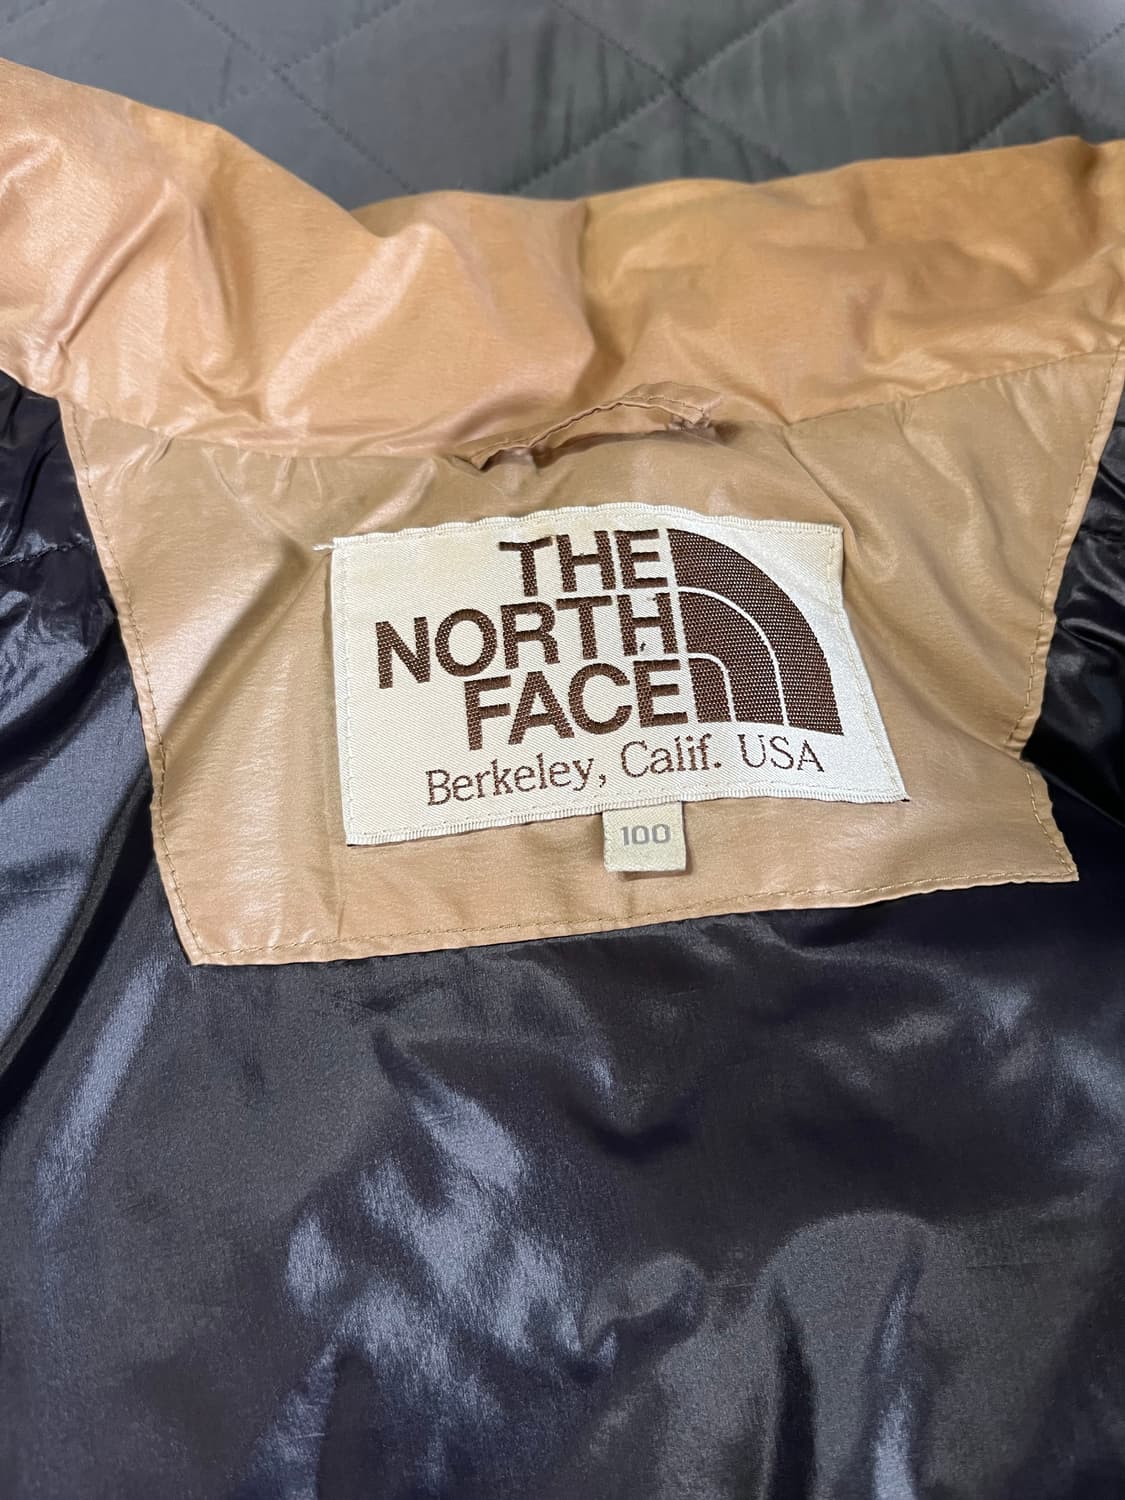 THE
NORTH
FACE
Berkeley, Calif. USA
100